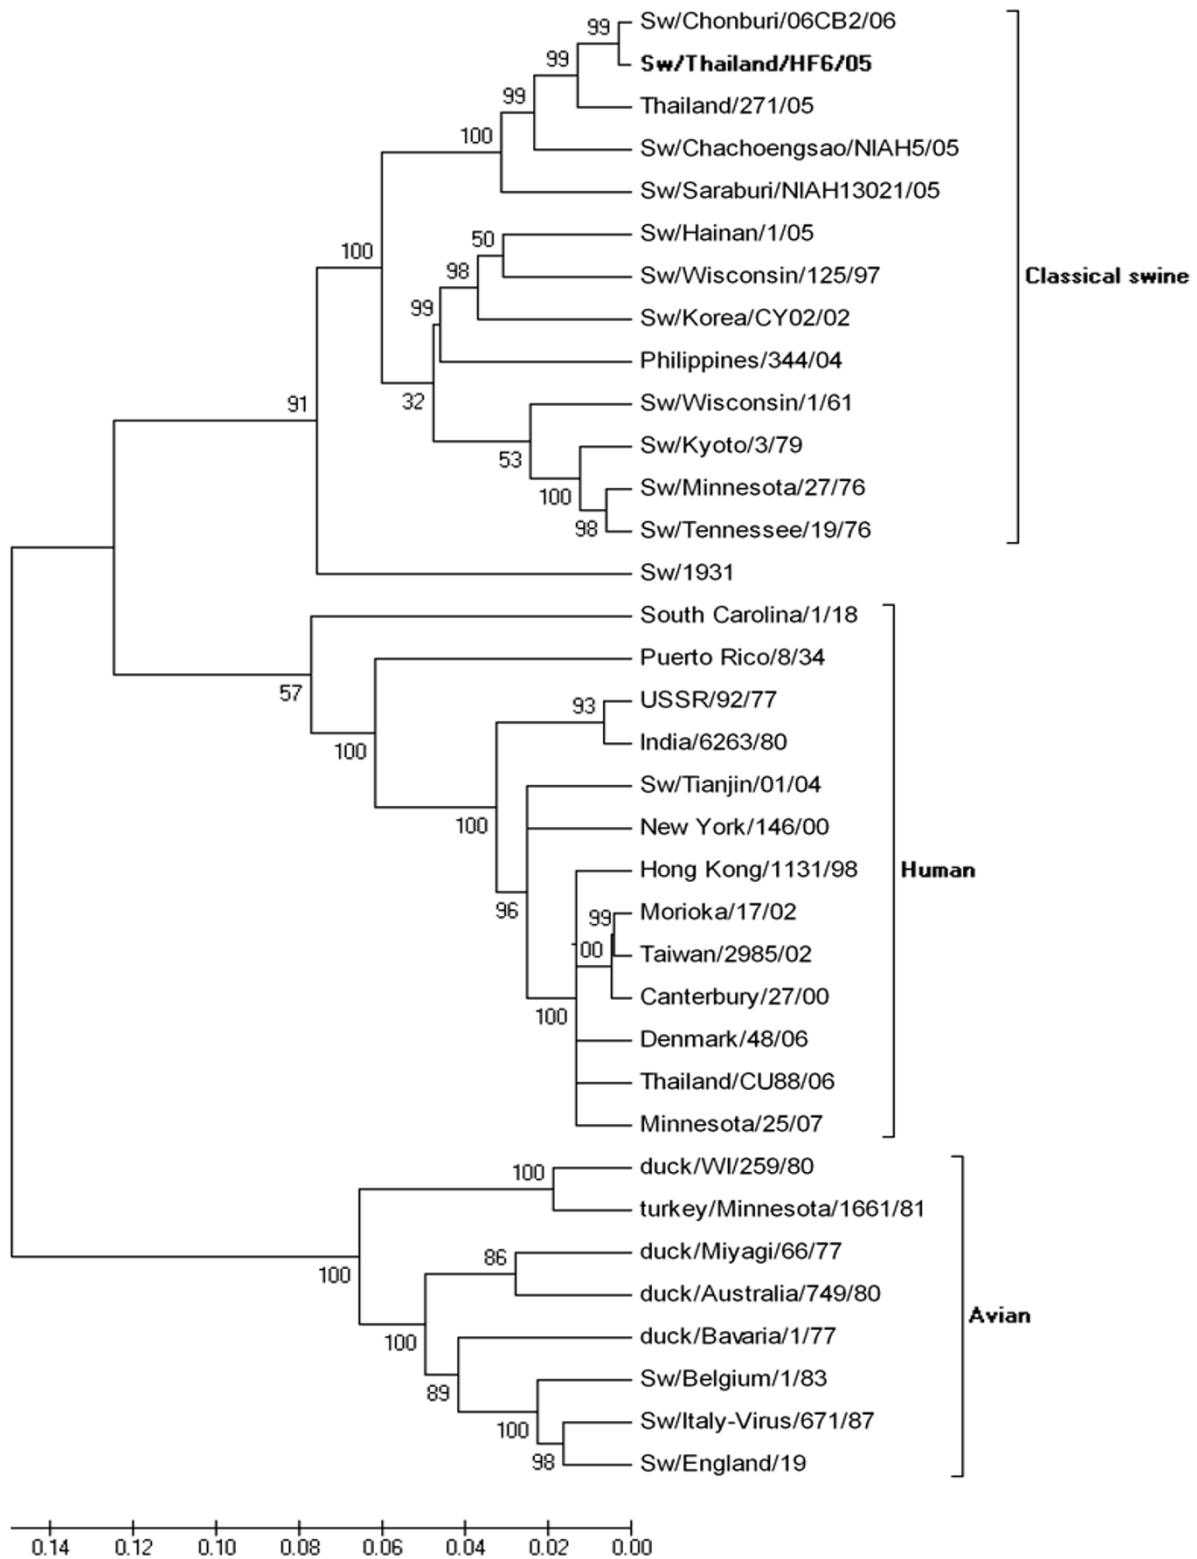 99
Sw/Chonburi/06CB2/06
99
Sw/Thailand/HF6/05
99
Thailand/271/05
100
Sw/Chachoengsao/NIAH5/05
Sw/Saraburi/NIAH13021/05
50
Sw/Hainan/1/05
100
98
Sw/Wisconsin/125/97
Classical swine
99
Sw/Korea/CY02/02
Philippines/344/04
91
32
Sw/Wisconsin/1/61
53
Sw/Kyoto/3/79
100
Sw/Minnesota/27/76
98
Sw/Tennessee/19/76
Sw/1931
South Carolina/1/18
57
Puerto Rico/8/34
93
USSR/92/77
100
India/6263/80
Sw/Tianjin/01/04
100
New York/146/00
Hong Kong/1131/98
Human
96
99
Morioka/17/02
00
Taiwan/2985/02
Canterbury/27/00
100
Denmark/48/06
Thailand/CU88/06
Minnesota/25/07
100
duck/WI/259/80
turkey/Minnesota/1661/81
100
86
duck/Miyagi/66/77
duck/Australia/749/80
Avian
100
duck/Bavaria/1/77
89
Sw/Belgium/1/83
100
Sw/Italy-Virus/671/87
98
Sw/England/19
0.14 0.12 0.10 0.08 0.06 0.04 0.02 0.00